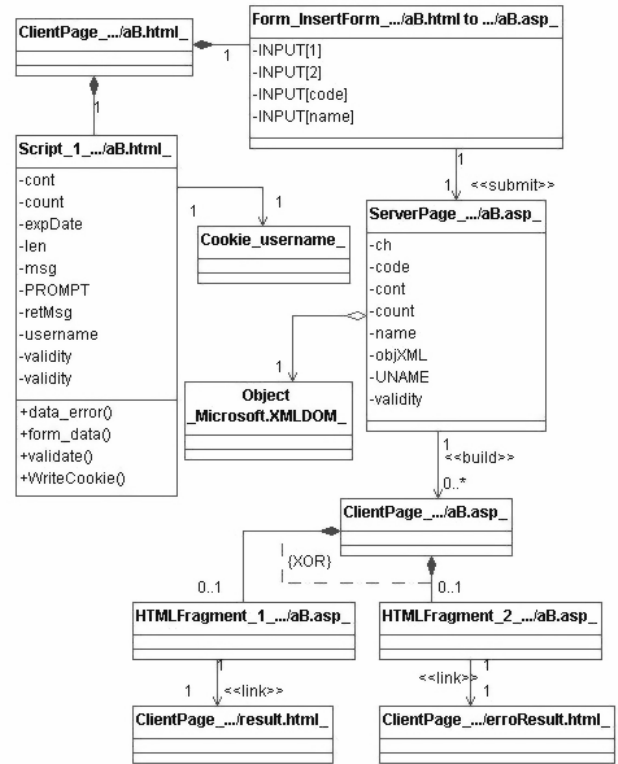 ClientPage_.../aB.html_
1
1
Form_InsertForm_.../aB.html to .../aB.asp_
-INPUT[1]
-INPUT[2]
-INPUT[code]
-INPUT[name]
Script_1_.../aB.html_
-cont
-count
-expDate
-len
-msg
-PROMPT
-retMsg
-username
-validity
-validity
+data_error()
+form_data()
+validate()
+WriteCookie()
1
1
Cookie_username_
1
1
<<submit>>
ServerPage_.../aB.asp_
-ch
-code
-cont
-count
-name
-objXML
-UNAME
-validity
1
Object
_Microsoft.XMLDOM_
1
<<build>>
0..*
ClientPage_.../aB.asp_
{XOR}
0..1
0..1
HTMLFragment_1_.../aB.asp_
HTMLFragment_2_.../aB.asp_
1
1
<<link>>
1
<<link>>
1
ClientPage_.../result.html_
ClientPage_.../erroResult.html_